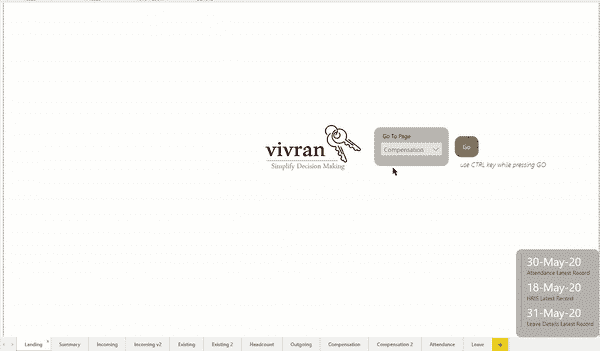 vivran
Simplify Decision Making
Go To Page
Compensation
Go
use CTRL key while pressing GO
30-May-20
Attendance Latest Record
18-May-20
HRIS Latest Record
31-May-20
Leave Details Latest Record
Landing Summary Incoming Incoming v2 Existing Existing 2 Headcount Outgoing Compensation Compensation 2 Attendance Leave